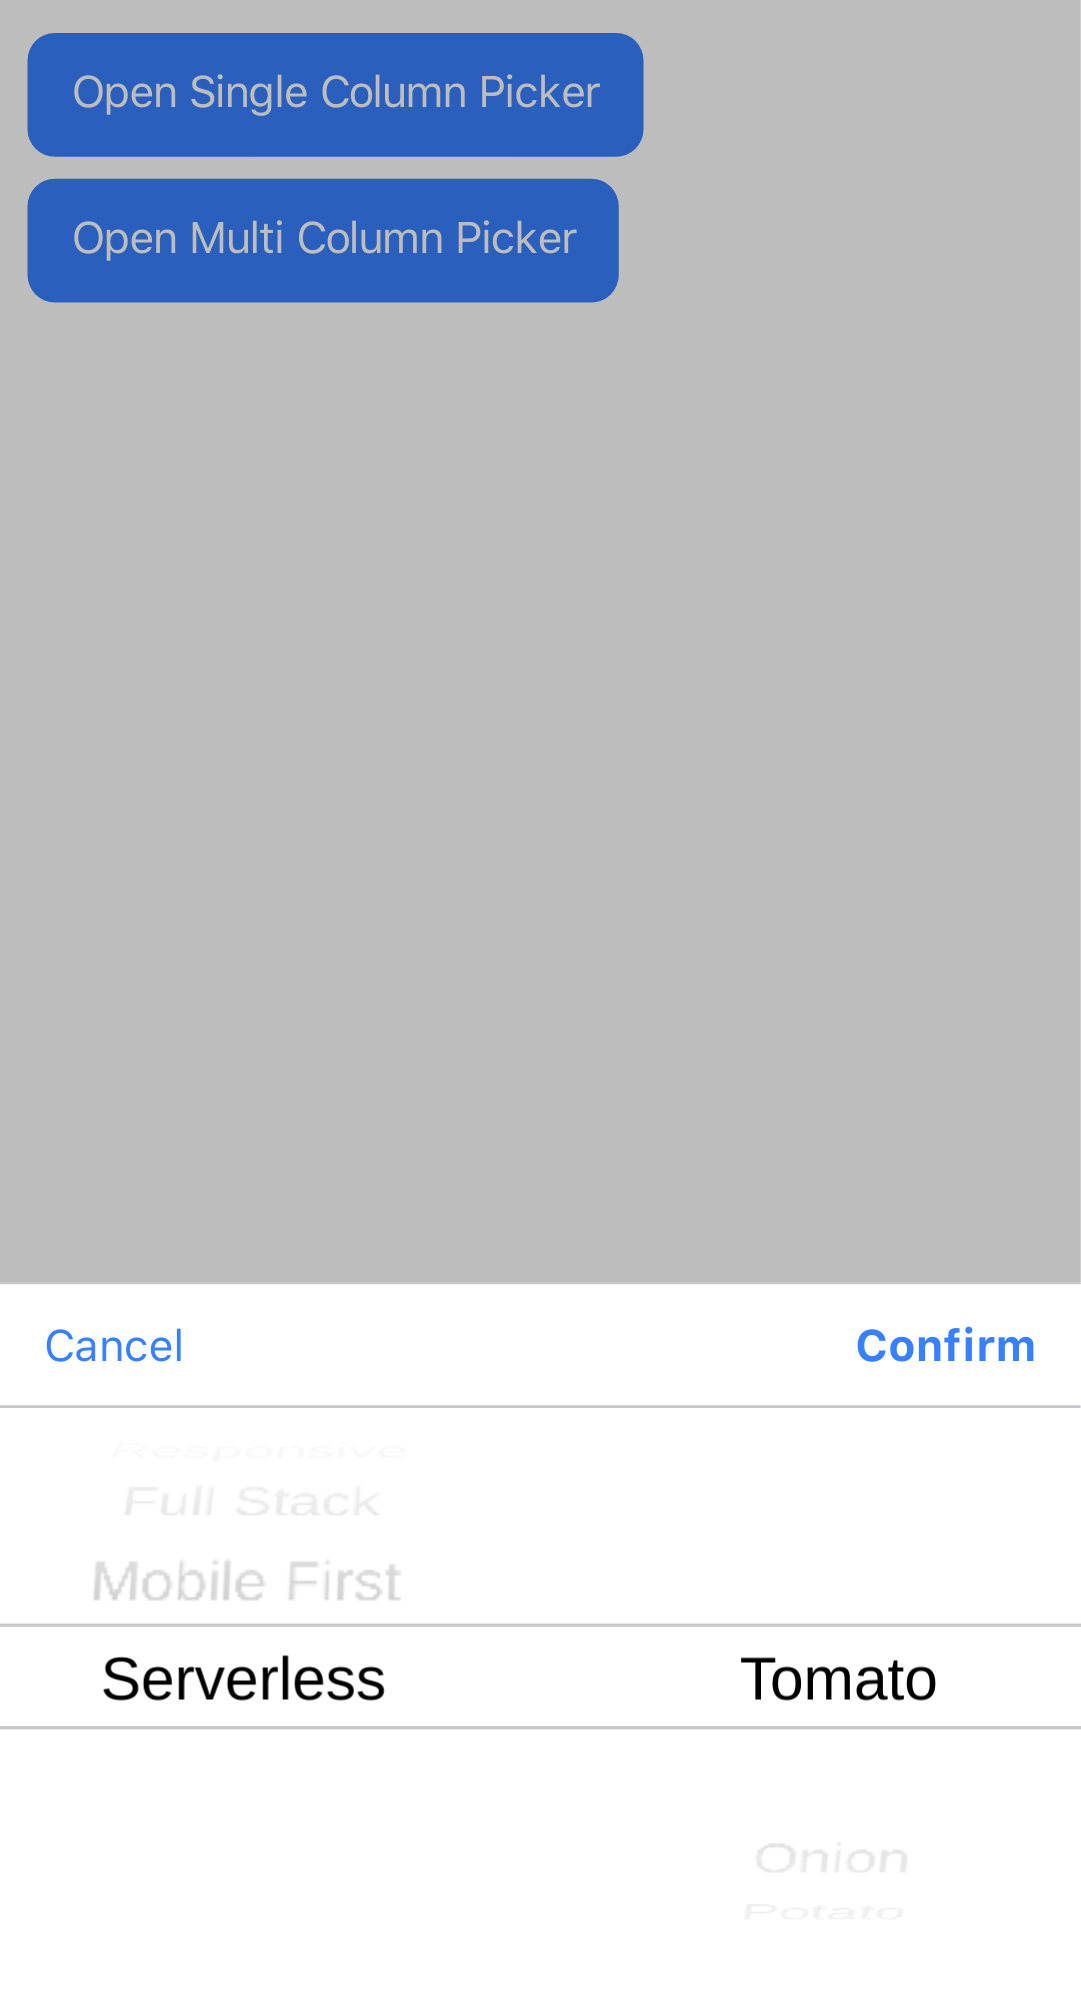 Open Single Column Picker
Open Multi Column Picker
Cancel Confirm
Responsive
Full Stack
Mobile First
Serverless Tomato
Onion
Potato